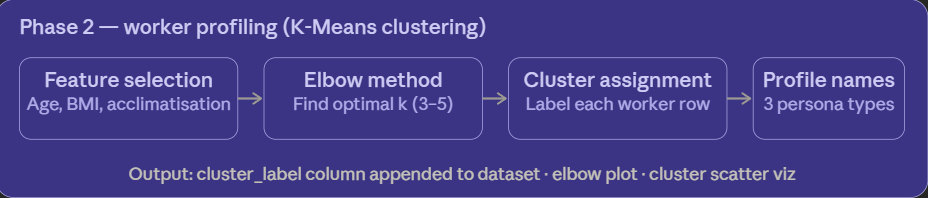 Phase 2 — worker profiling (K-Means clustering)
Feature selection
Age, BMI, acclimatisation
Elbow method
Find optimal k (3–5)
Cluster assignment
Label each worker row
Profile names
3 persona types
Output: cluster_label column appended to dataset · elbow plot · cluster scatter viz